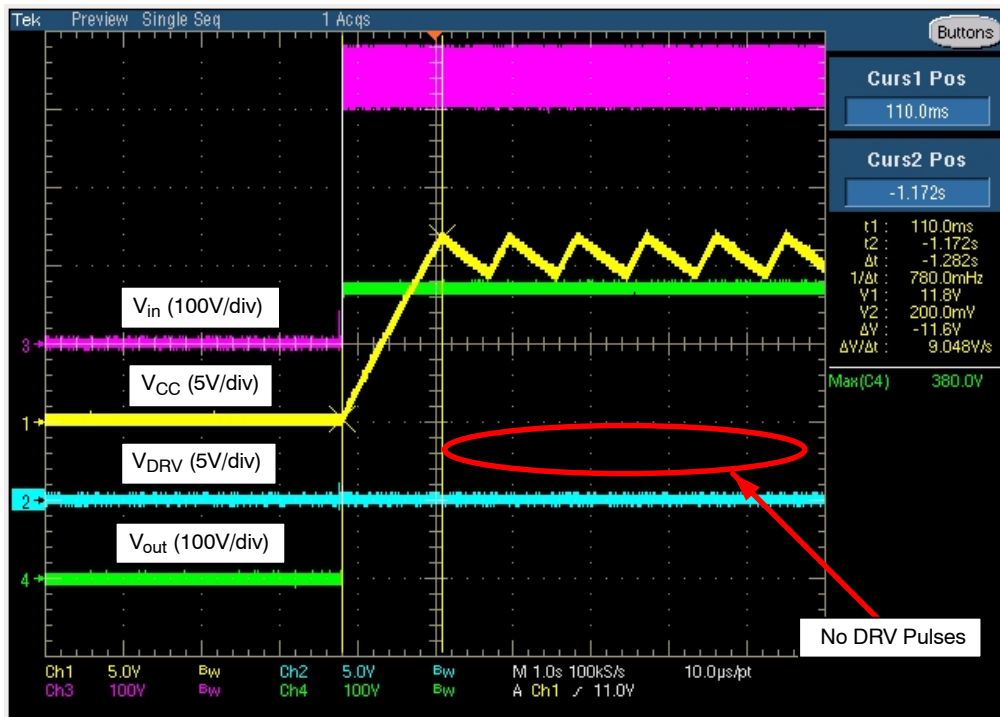 Tek Preview Single Seq 1 Acqs
Buttons
Curs1 Pos
110.0ms
Curs2 Pos
-1.172s
t1 : 110.0ms
t2 : -1.172s
Δt : -1.282s
1/Δt : 780.0mHz
V1 : 11.8V
V2 : 200.0mV
ΔV : -11.6V
ΔV/Δt : 9.048V/s
Max(C4) 380.0V
Vin (100V/div)
3
VCC (5V/div)
1
VDRV (5V/div)
2
Vout (100V/div)
4
No DRV Pulses
Ch1 5.0V BW Ch2 5.0V BW M 1.0s 100kS/s 10.0µs/pt
Ch3 100V BW Ch4 100V BW A Ch1 ∕ 11.0V